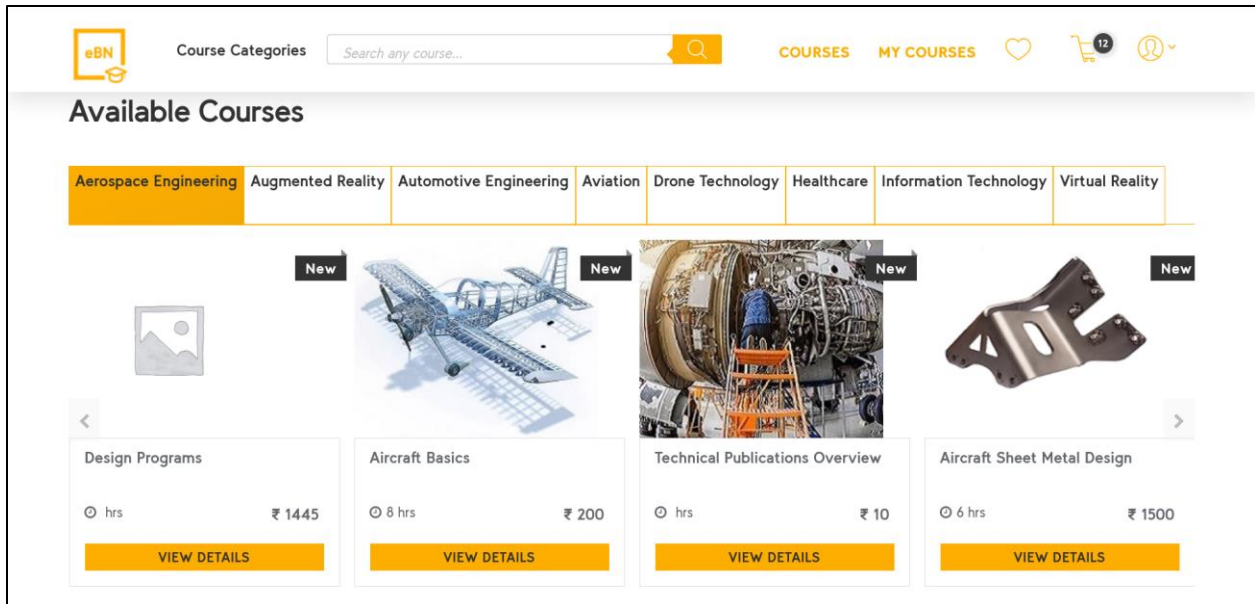 eBN
Course Categories
Search any course...
COURSES
MY COURSES
12
Available Courses
Aerospace Engineering
Augmented Reality
Automotive Engineering
Aviation
Drone Technology
Healthcare
Information Technology
Virtual Reality
New
New
New
New
Design Programs
Aircraft Basics
Technical Publications Overview
Aircraft Sheet Metal Design
hrs
₹ 1445
8 hrs
₹ 200
hrs
₹ 10
6 hrs
₹ 1500
VIEW DETAILS
VIEW DETAILS
VIEW DETAILS
VIEW DETAILS